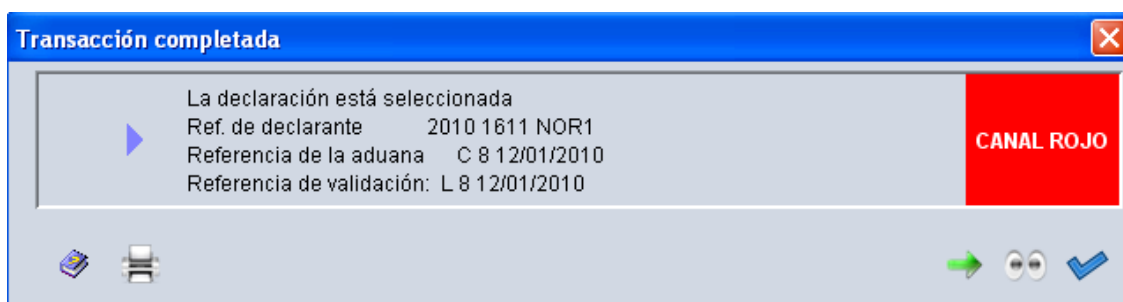 Transacción completada
La declaración está seleccionada
Ref. de declarante 2010 1611 NOR1
Referencia de la aduana C 8 12/01/2010
Referencia de validación: L 8 12/01/2010
CANAL ROJO